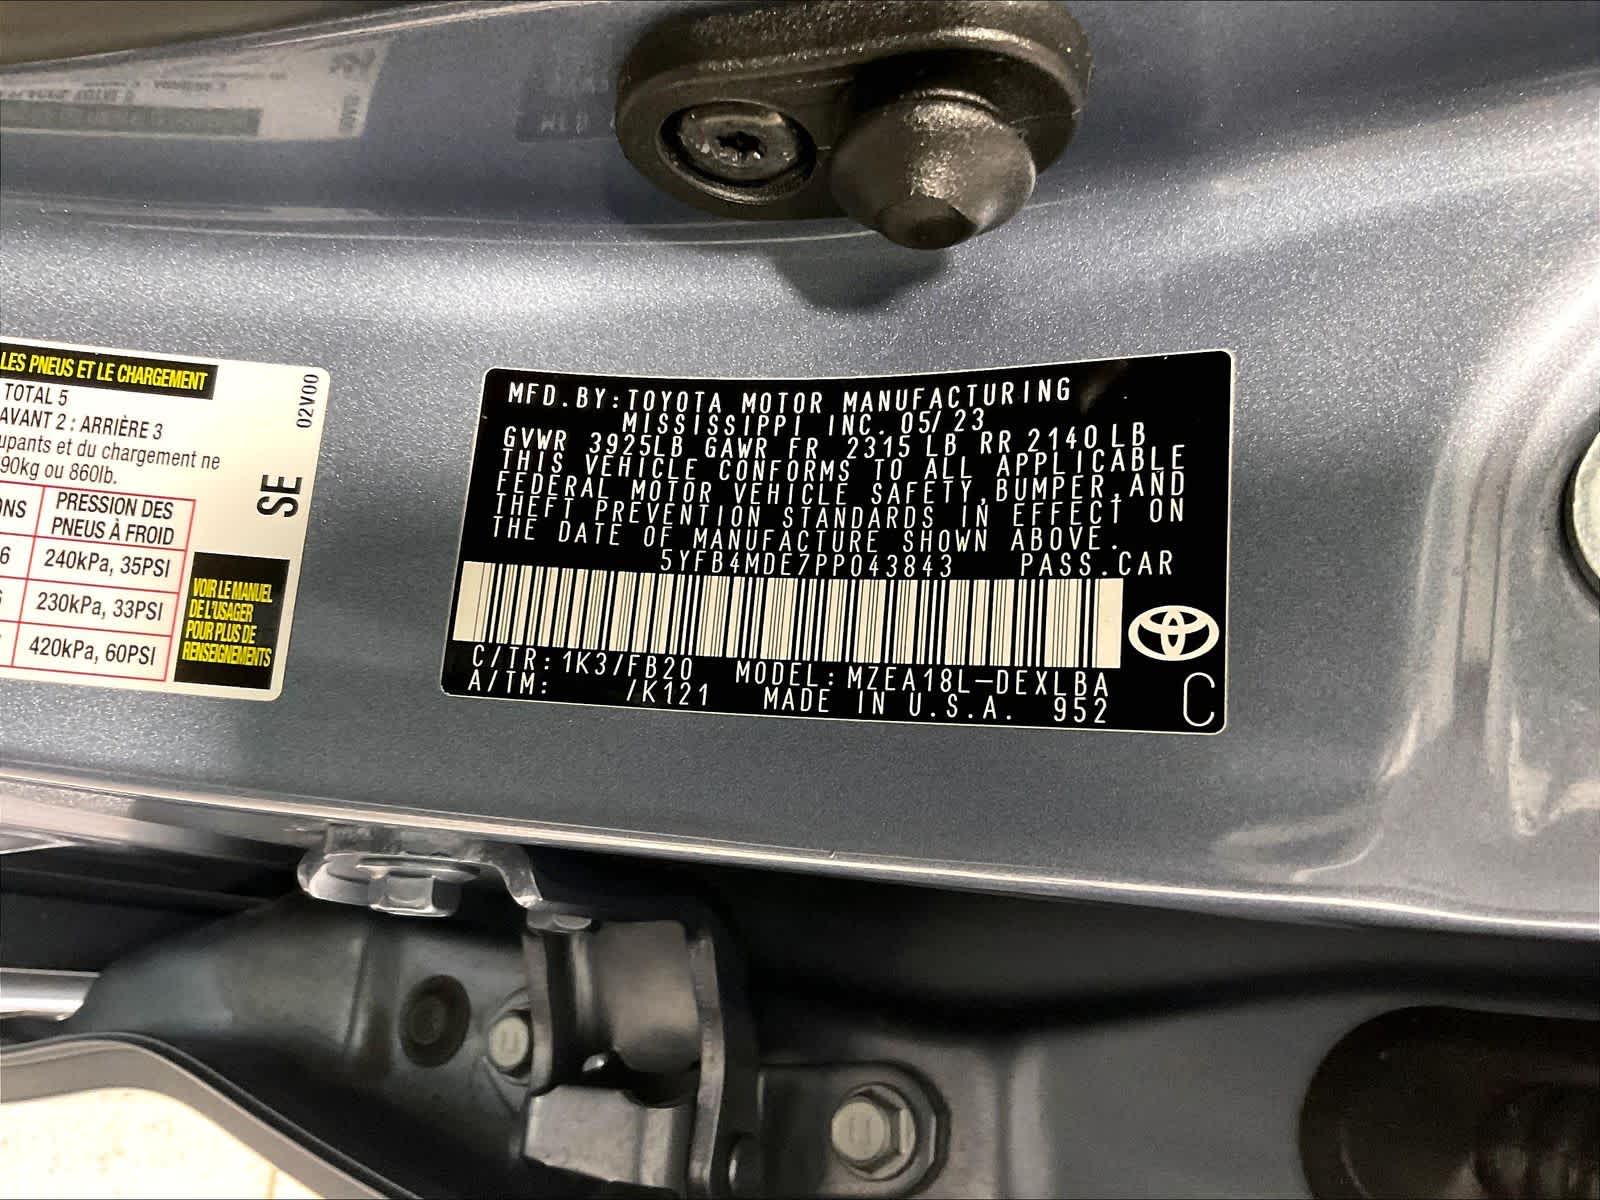 LES PNEUS ET LE CHARGEMENT
TOTAL 5
AVANT 2 : ARRIÈRE 3
upants et du chargement ne
90kg ou 860lb.
ONS PRESSION DES
PNEUS À FROID
6 240kPa, 35PSI
230kPa, 33PSI
420kPa, 60PSI
02V00
SE
VOIR LE MANUEL
DE L'USAGER
POUR PLUS DE
RENSEIGNEMENTS
MFD.BY:TOYOTA MOTOR MANUFACTURING
MISSISSIPPI INC. 05/23
GVWR 3925LB GAWR FR 2315 LB RR 2140LB
THIS VEHICLE CONFORMS TO ALL APPLICABLE
FEDERAL MOTOR VEHICLE SAFETY,BUMPER,AND
THEFT PREVENTION STANDARDS IN EFFECT ON
THE DATE OF MANUFACTURE SHOWN ABOVE.
5YFB4MDE7PP043843 PASS.CAR
C/TR:1K3/FB20 MODEL:MZEA18L-DEXLBA
A/TM: /K121 MADE IN U.S.A. 952
C